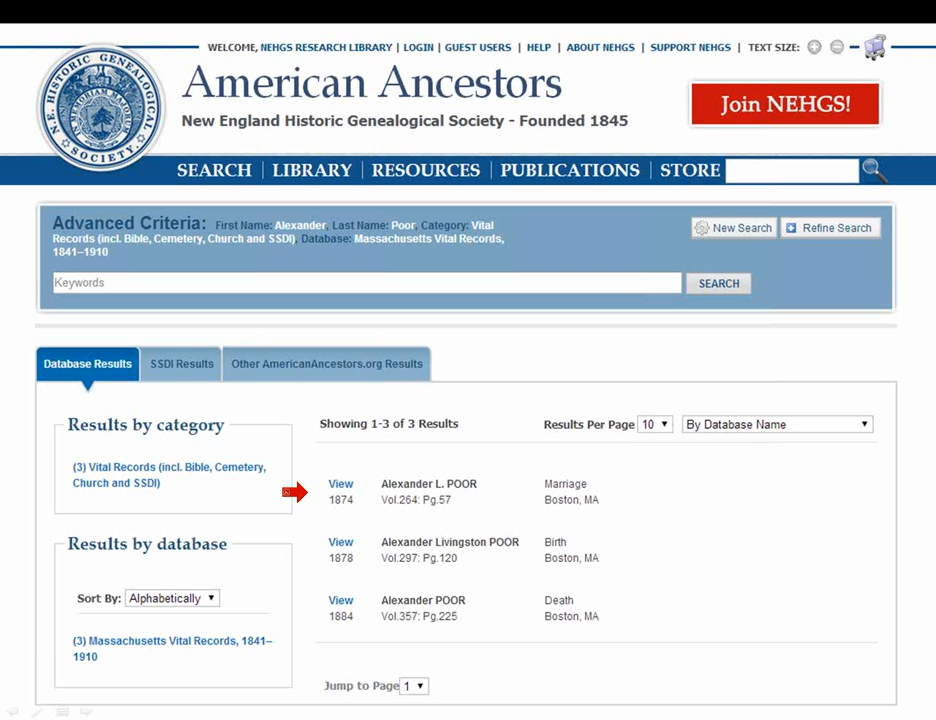 WELCOME, NEHGS RESEARCH LIBRARY | LOGIN | GUEST USERS | HELP | ABOUT NEHGS | SUPPORT NEHGS | TEXT SIZE:
N.E. HISTORIC GENEALOGICAL SOCIETY.
American Ancestors
New England Historic Genealogical Society - Founded 1845
Join NEHGS!
SEARCH | LIBRARY | RESOURCES | PUBLICATIONS | STORE
Advanced Criteria: First Name: Alexander, Last Name: Poor, Category: Vital
Records (incl. Bible, Cemetery, Church and SSDI), Database: Massachusetts Vital Records,
1841–1910
New Search
Refine Search
Keywords
SEARCH
Database Results
SSDI Results
Other AmericanAncestors.org Results
Results by category
(3) Vital Records (incl. Bible, Cemetery,
Church and SSDI)
Results by database
Sort By: Alphabetically
(3) Massachusetts Vital Records, 1841–
1910
Showing 1-3 of 3 Results
Results Per Page 10
By Database Name
View Alexander L. POOR Marriage
1874 Vol.264: Pg.57 Boston, MA
View Alexander Livingston POOR Birth
1878 Vol.297: Pg.120 Boston, MA
View Alexander POOR Death
1884 Vol.357: Pg.225 Boston, MA
Jump to Page 1